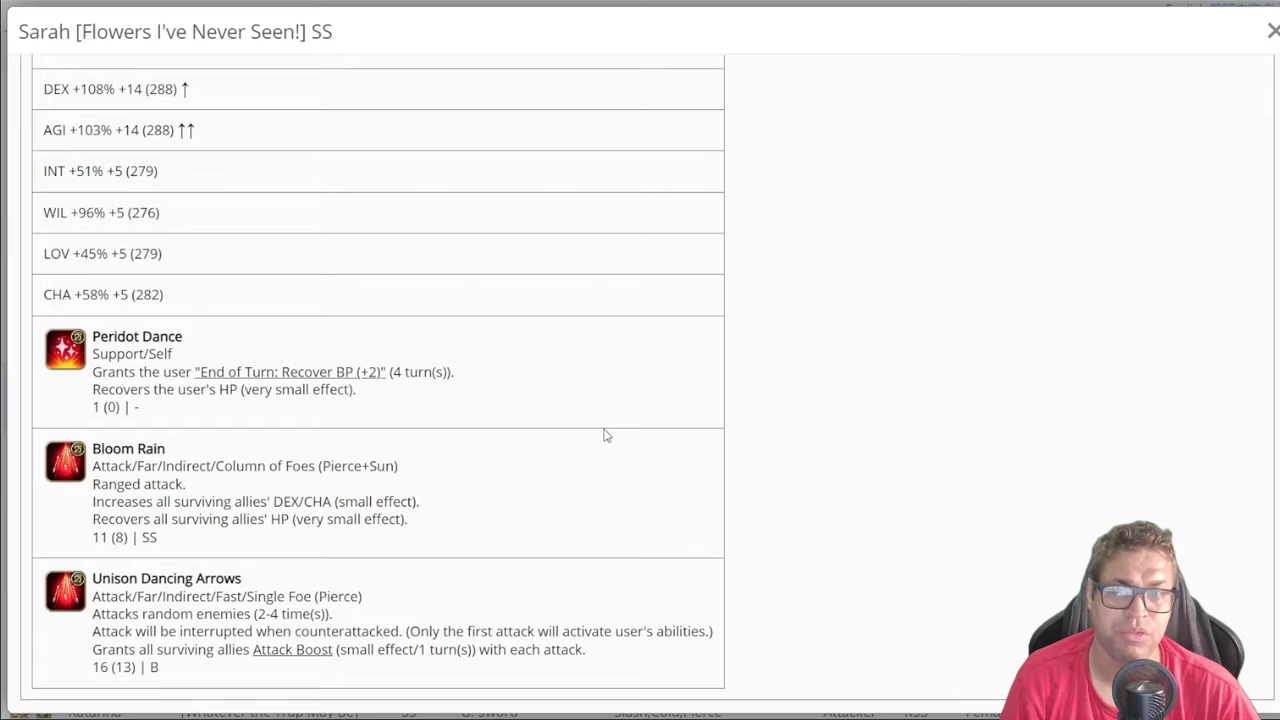 Sarah [Flowers I've Never Seen!] SS
DEX +108% +14 (288) ↑
AGI +103% +14 (288) ↑↑
INT +51% +5 (279)
WIL +96% +5 (276)
LOV +45% +5 (279)
CHA +58% +5 (282)
Peridot Dance
Support/Self
Grants the user "End of Turn: Recover BP (+2)" (4 turn(s)).
Recovers the user's HP (very small effect).
1 (0) | -
Bloom Rain
Attack/Far/Indirect/Column of Foes (Pierce+Sun)
Ranged attack.
Increases all surviving allies' DEX/CHA (small effect).
Recovers all surviving allies' HP (very small effect).
11 (8) | SS
Unison Dancing Arrows
Attack/Far/Indirect/Fast/Single Foe (Pierce)
Attacks random enemies (2-4 time(s)).
Attack will be interrupted when counterattacked. (Only the first attack will activate user's abilities.)
Grants all surviving allies Attack Boost (small effect/1 turn(s)) with each attack.
16 (13) | B